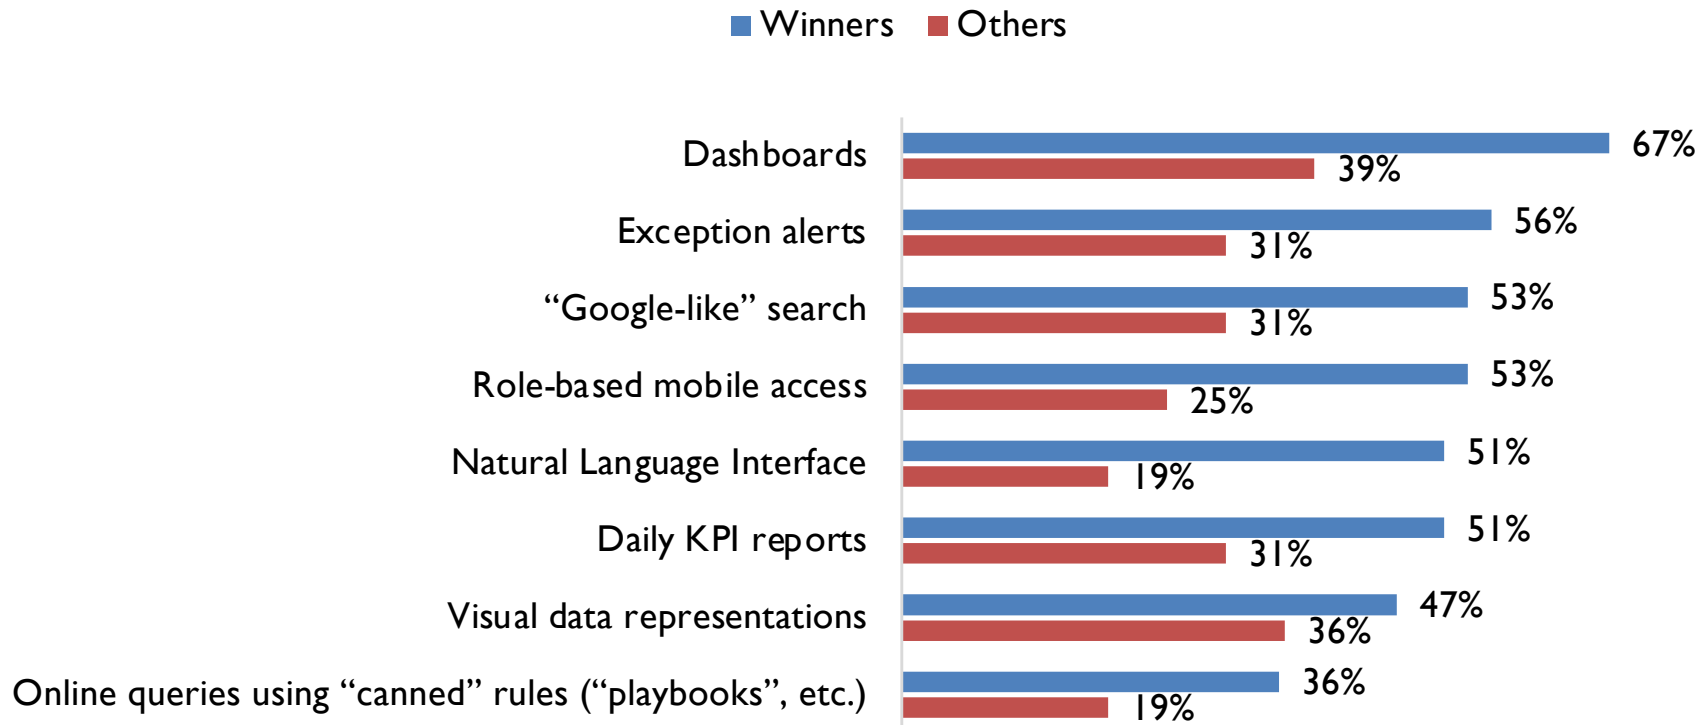 Winners Others
Dashboards 67%
39%
Exception alerts 56%
31%
“Google-like” search 53%
31%
Role-based mobile access 53%
25%
Natural Language Interface 51%
19%
Daily KPI reports 51%
31%
Visual data representations 47%
36%
Online queries using “canned” rules (“playbooks”, etc.) 36%
19%